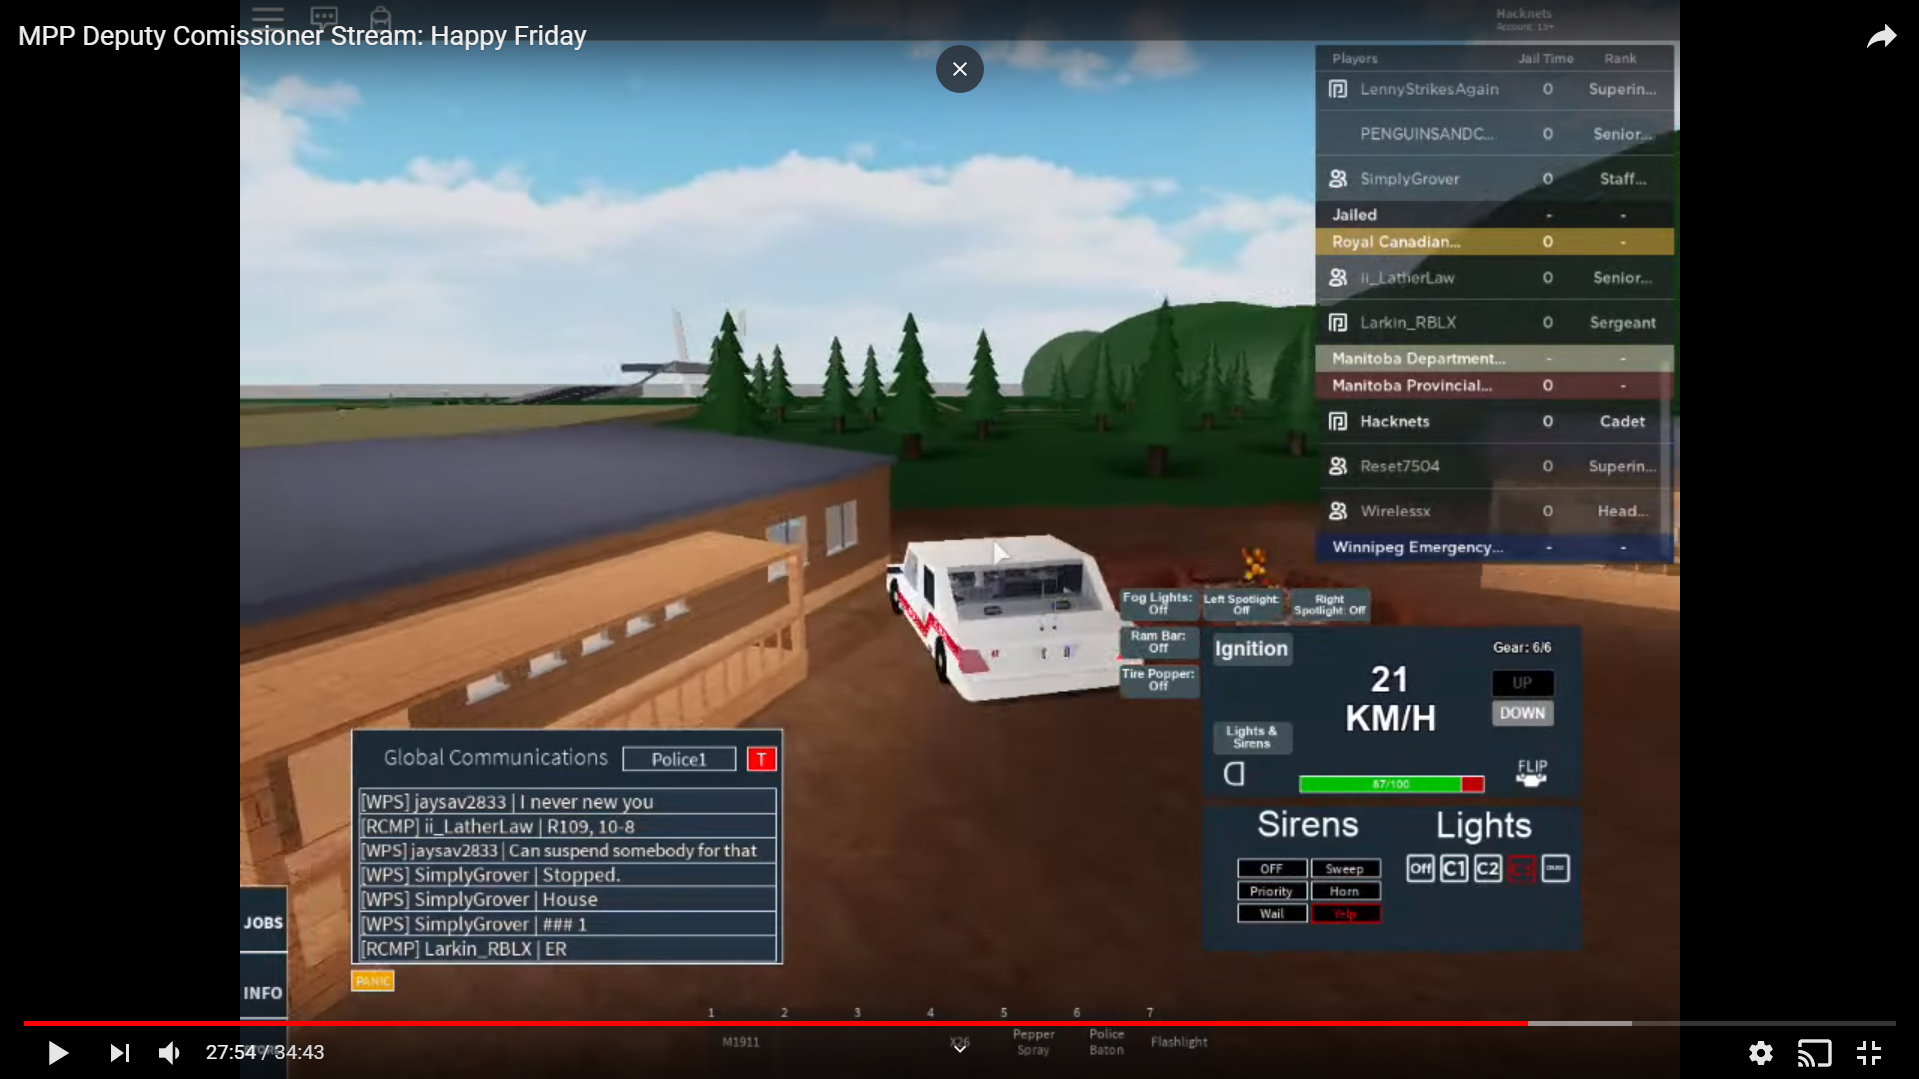 MPP Deputy Comissioner Stream: Happy Friday
Hacknets
Account: 13+
Players Jail Time Rank
LennyStrikesAgain 0 Superin...
PENGUINSANDC... 0 Senior...
SimplyGrover 0 Staff...
Jailed - -
Royal Canadian... 0 -
ii_LatherLaw 0 Senior...
Larkin_RBLX 0 Sergeant
Manitoba Department... - -
Manitoba Provincial... 0 -
Hacknets 0 Cadet
Reset7504 0 Superin...
Wirelessx 0 Head...
Winnipeg Emergency... - -
Fog Lights: Off
Left Spotlight: Off
Right Spotlight: Off
Ram Bar: Off
Tire Popper: Off
Ignition
21
KM/H
Gear: 6/6
UP
DOWN
Lights & Sirens
FLIP
87/100
Sirens
OFF Sweep
Priority Horn
Wail Yelp
Lights
Off C1 C2 C3
Global Communications Police1 T
[WPS] jaysav2833 | I never new you
[RCMP] ii_LatherLaw | R109, 10-8
[WPS] jaysav2833 | Can suspend somebody for that
[WPS] SimplyGrover | Stopped.
[WPS] SimplyGrover | House
[WPS] SimplyGrover | ### 1
[RCMP] Larkin_RBLX | ER
PANIC
JOBS
INFO
1 2 3 4 5 6 7
M1911 X26 Pepper Spray Police Baton Flashlight
27:54 / 34:43